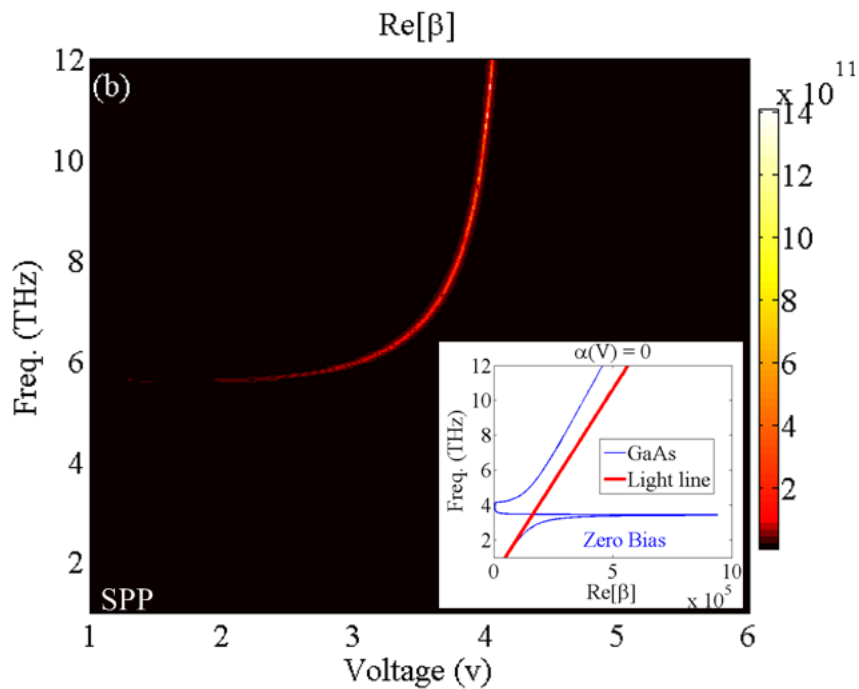 Re[β]
(b)
x 10^11
12
10
8
6
4
2
Freq. (THz)
SPP
1
2
3
4
5
6
Voltage (v)
14
12
10
8
6
4
2
α(V) = 0
12
10
8
6
4
2
Freq. (THz)
GaAs
Light line
Zero Bias
0
5
10
Re[β]
x 10^5